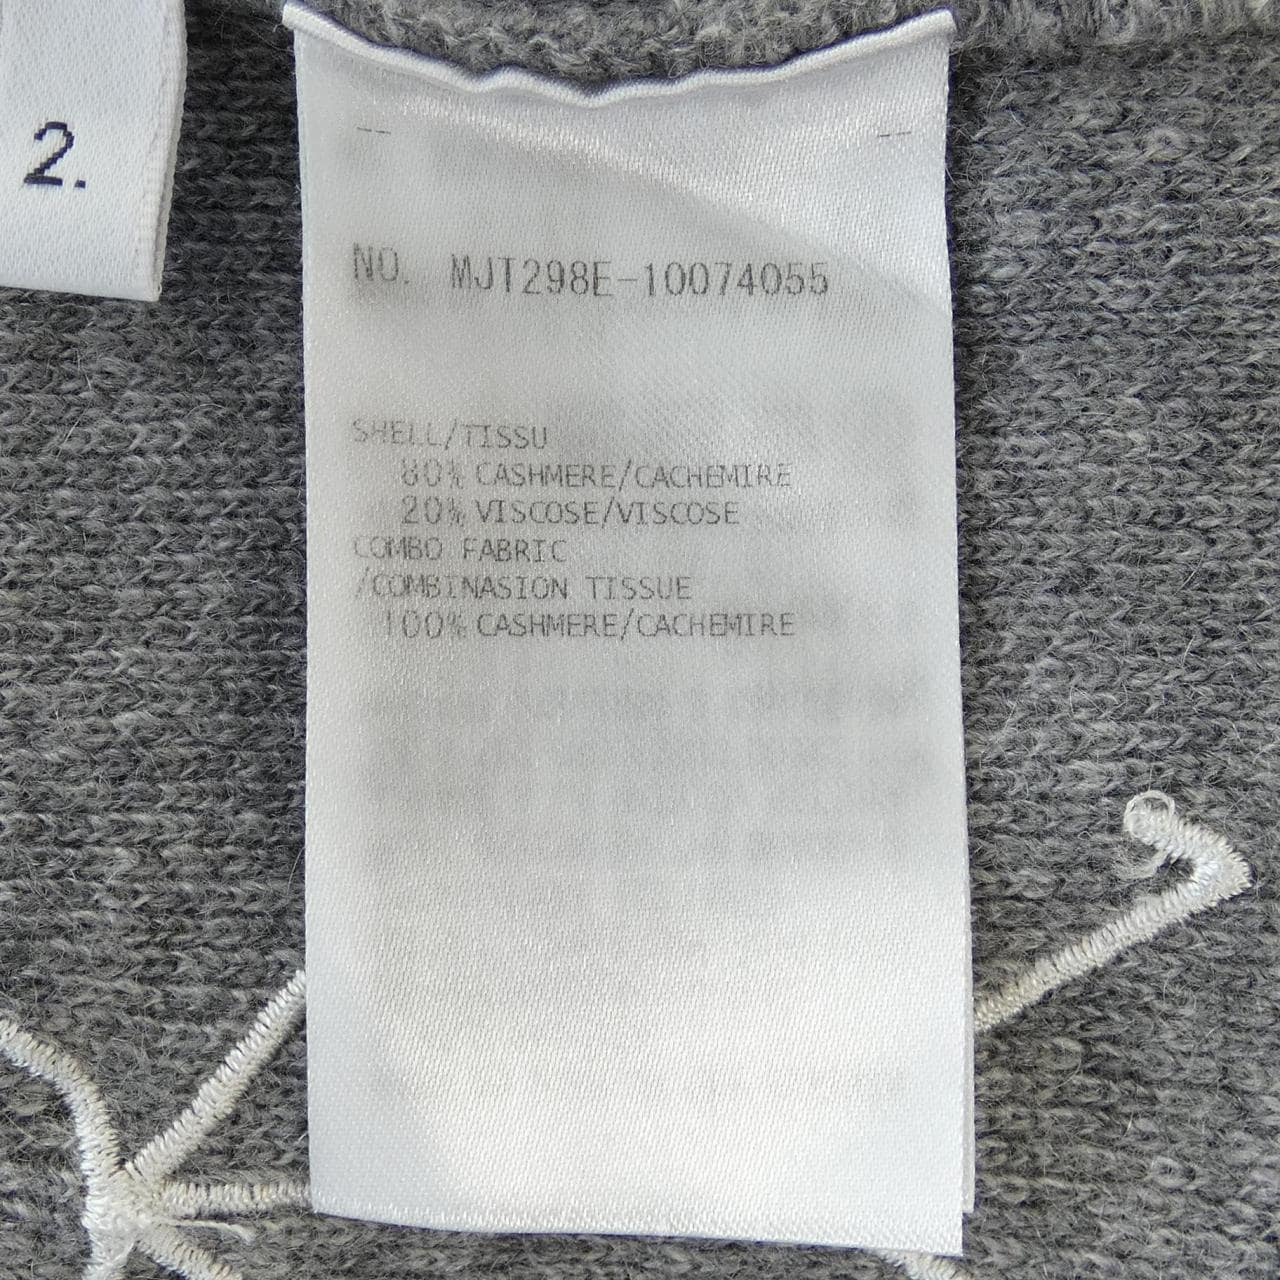 2.
NO. MJT298E-10074055
SHELL/TISSU
80% CASHMERE/CACHEMIRE
20% VISCOSE/VISCOSE
COMBO FABRIC
/COMBINASION TISSUE
100% CASHMERE/CACHEMIRE